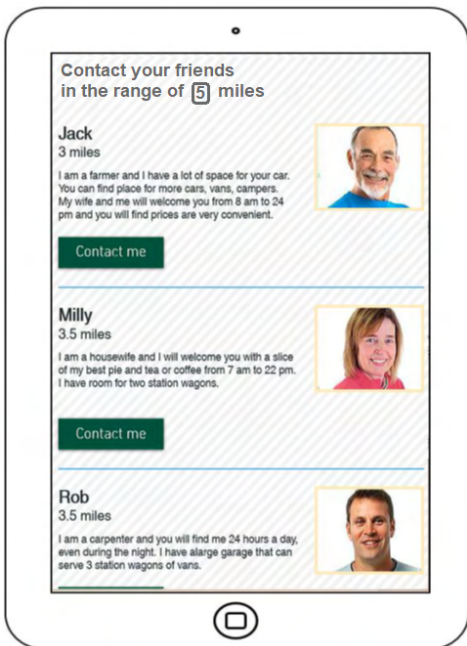 Contact your friends
in the range of 5 miles
Jack
3 miles
I am a farmer and I have a lot of space for your car.
You can find place for more cars, vans, campers.
My wife and me will welcome you from 8 am to 24
pm and you will find prices are very convenient.
Contact me
Milly
3.5 miles
I am a housewife and I will welcome you with a slice
of my best pie and tea or coffee from 7 am to 22 pm.
I have room for two station wagons.
Contact me
Rob
3.5 miles
I am a carpenter and you will find me 24 hours a day,
even during the night. I have alarge garage that can
serve 3 station wagons of vans.